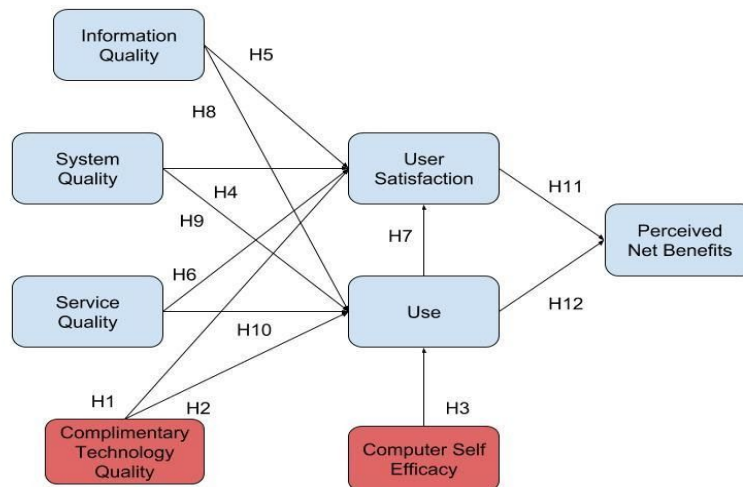 Information
Quality
H5
H8
System
Quality
User
Satisfaction
H4
H11
H9
H7
Perceived
Net Benefits
Service
Quality
H6
Use
H10
H12
H1
H2
H3
Complimentary
Technology
Quality
Computer Self
Efficacy